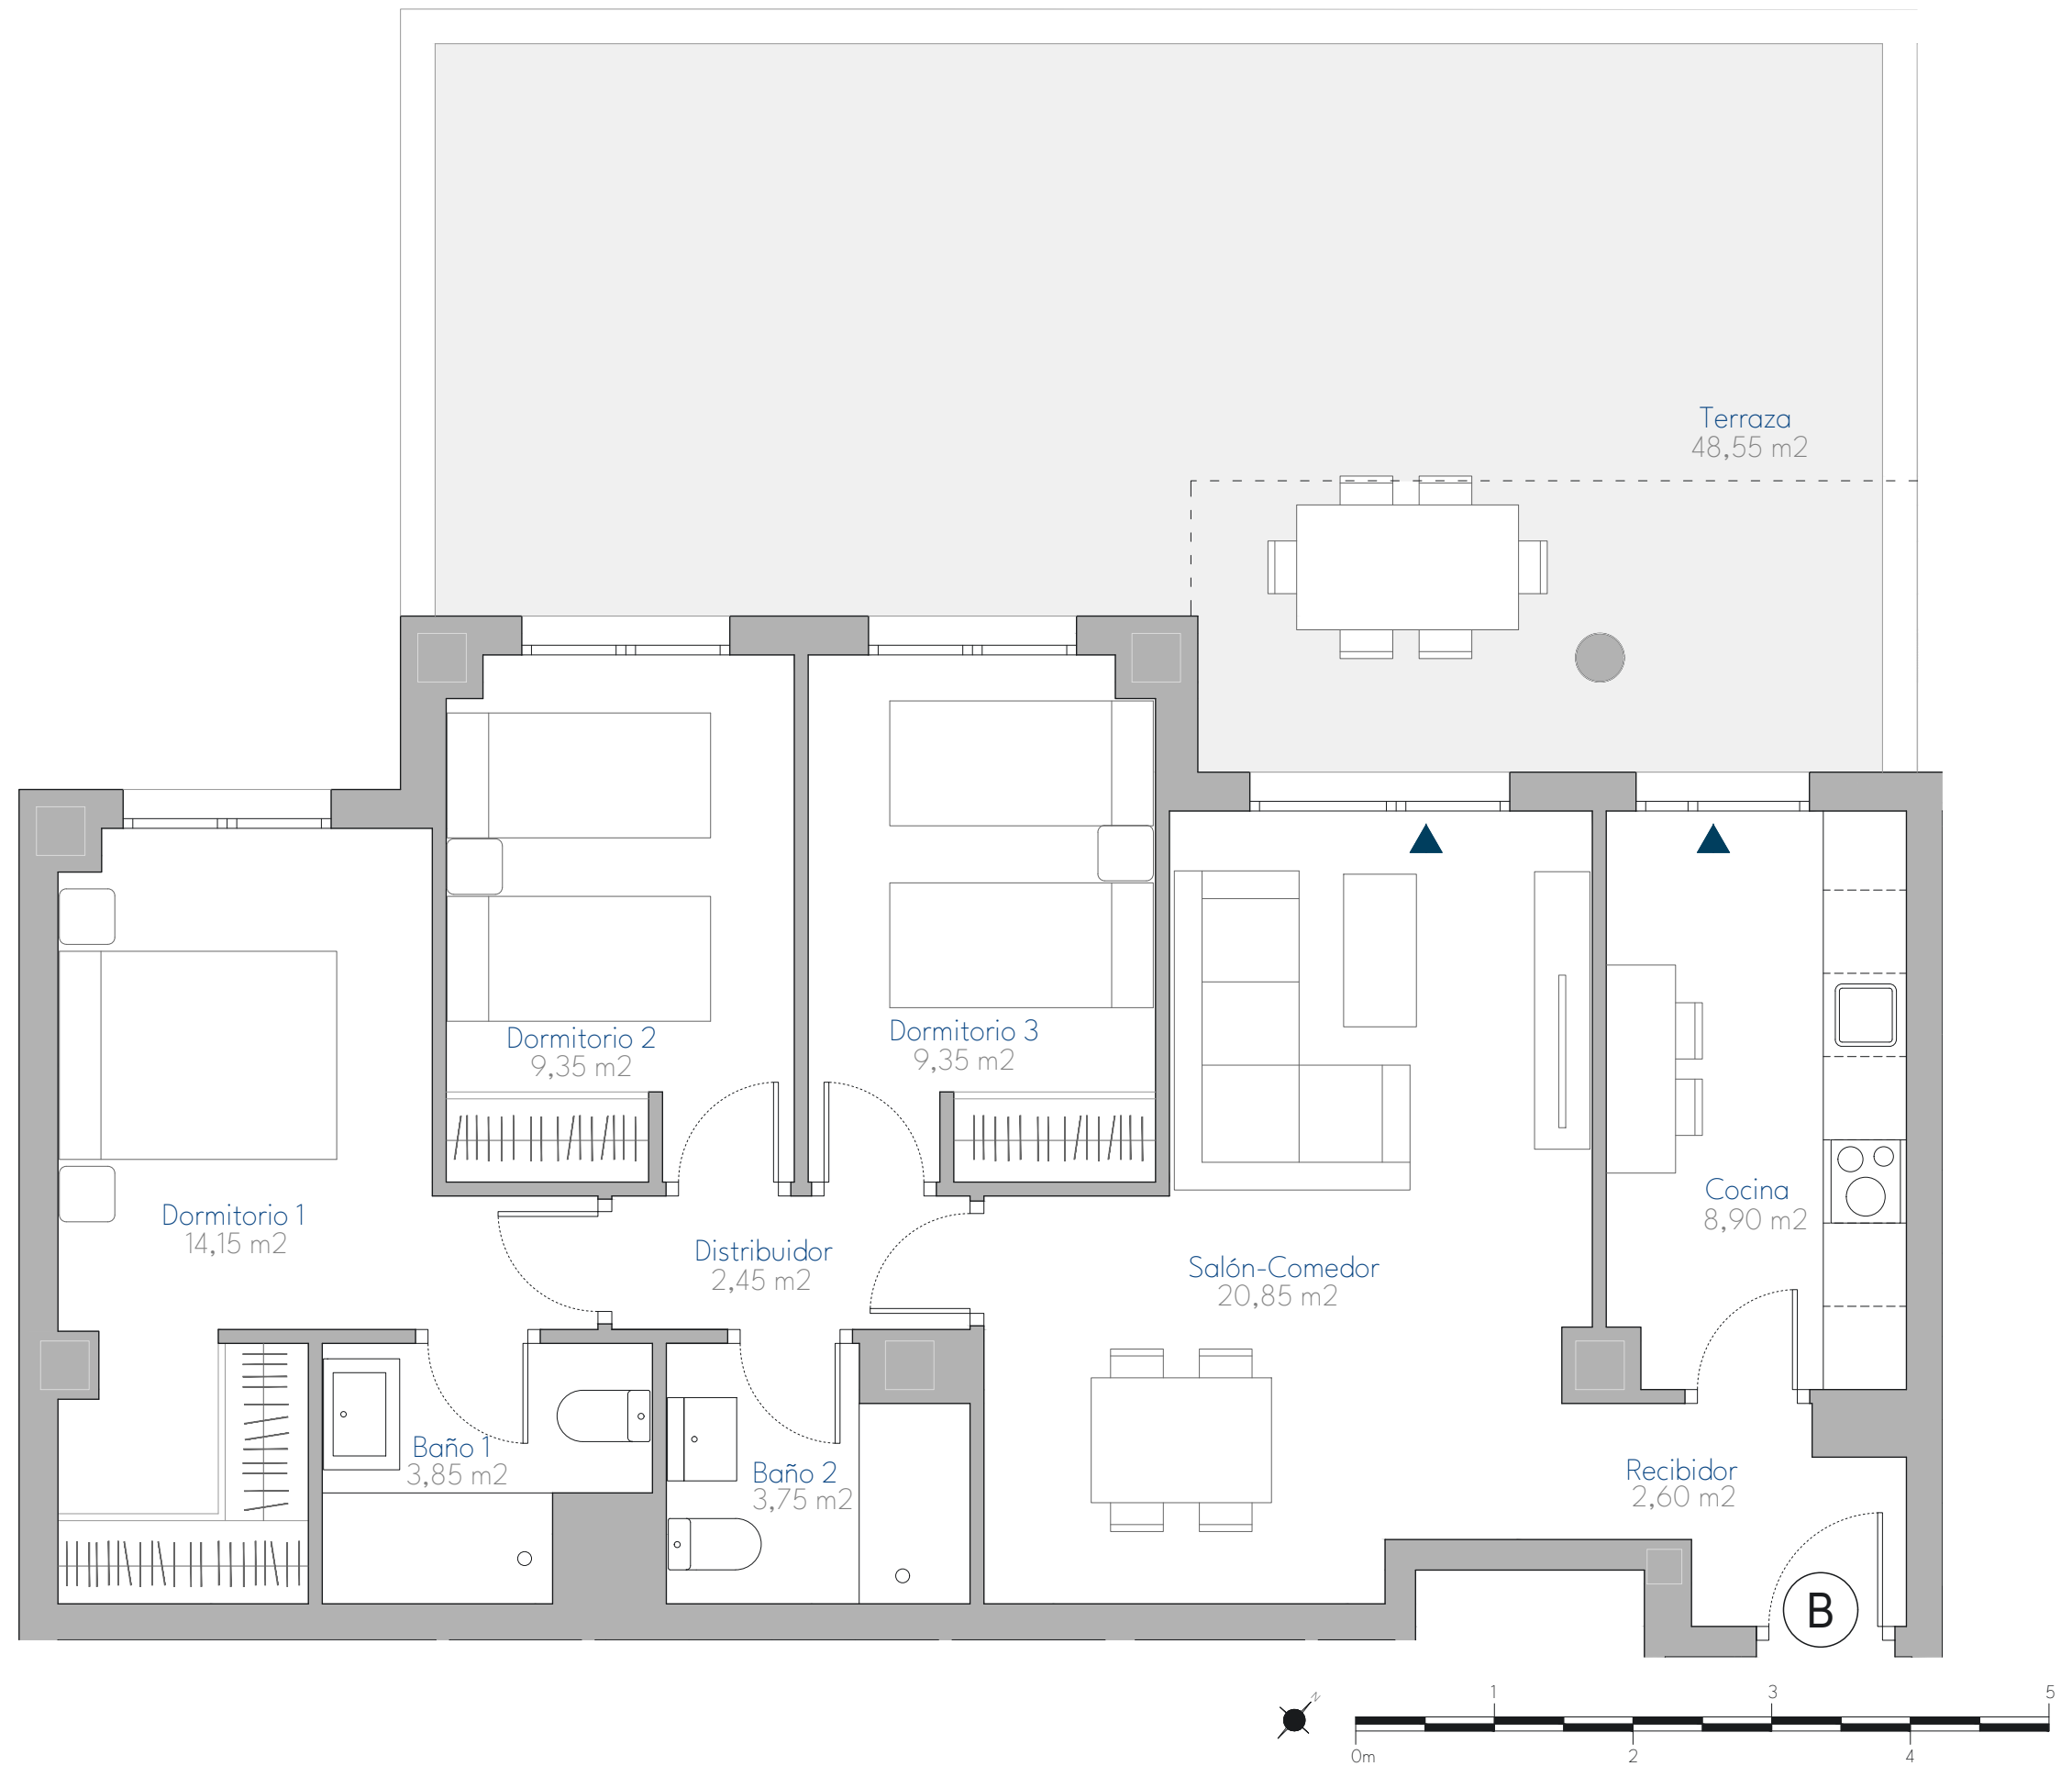 Terraza
48,55 m2
Dormitorio 2
9,35 m2
Dormitorio 3
9,35 m2
Dormitorio 1
14,15 m2
Distribuidor
2,45 m2
Salón-Comedor
20,85 m2
Cocina
8,90 m2
Baño 1
3,85 m2
Baño 2
3,75 m2
Recibidor
2,60 m2
B
N
1
3
5
0m
2
4